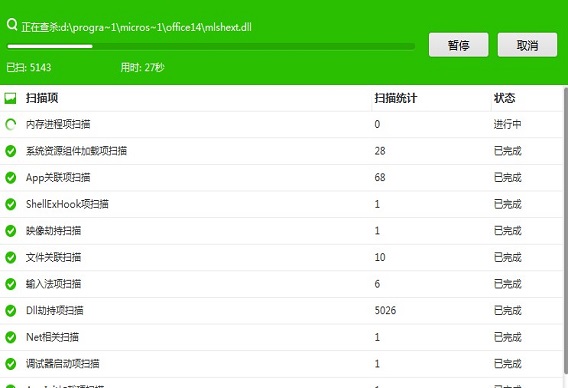 正在查杀:d:\progra~1\micros~1\office14\mlshext.dll
暂停
取消
已扫: 5143
用时: 27秒
扫描项 扫描统计 状态
内存进程项扫描 0 进行中
系统资源组件加载项扫描 28 已完成
App关联项扫描 68 已完成
ShellExHook项扫描 1 已完成
映像劫持扫描 1 已完成
文件关联扫描 10 已完成
输入法项扫描 6 已完成
Dll劫持项扫描 5026 已完成
Net相关扫描 1 已完成
调试器启动项扫描 1 已完成